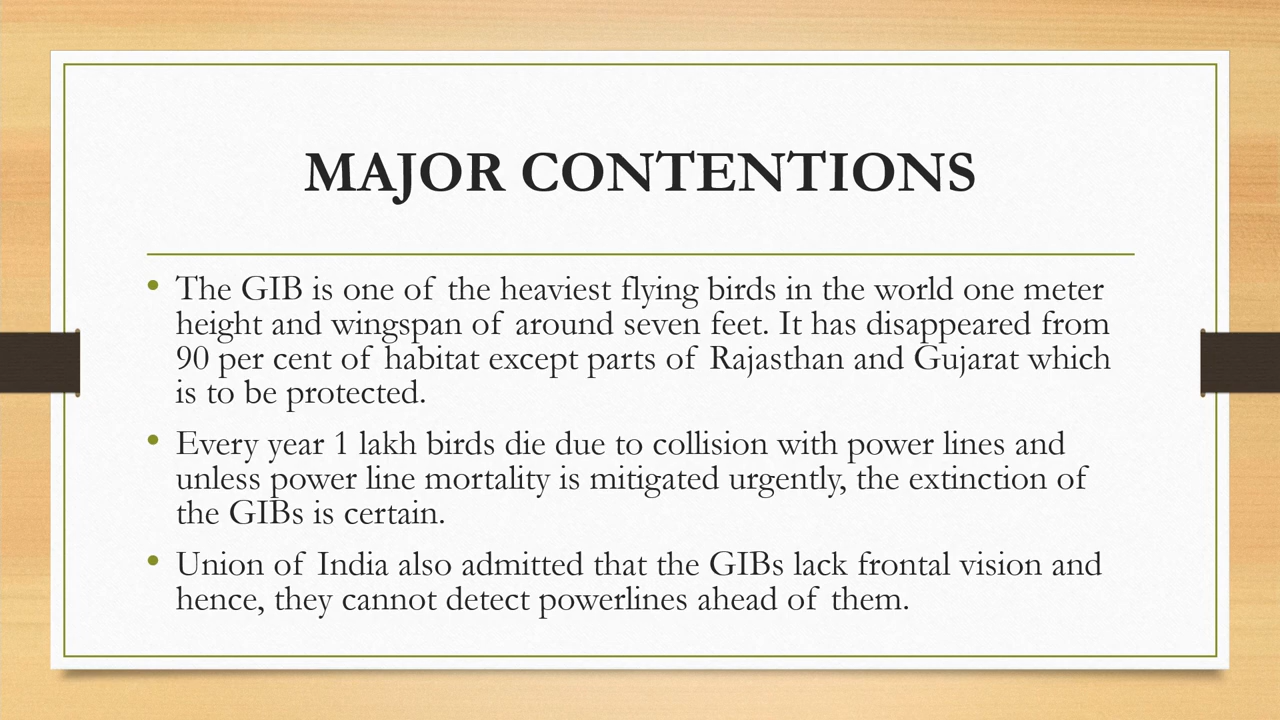 MAJOR CONTENTIONS
• The GIB is one of the heaviest flying birds in the world one meter
height and wingspan of around seven feet. It has disappeared from
90 per cent of habitat except parts of Rajasthan and Gujarat which
is to be protected.
• Every year 1 lakh birds die due to collision with power lines and
unless power line mortality is mitigated urgently, the extinction of
the GIBs is certain.
• Union of India also admitted that the GIBs lack frontal vision and
hence, they cannot detect powerlines ahead of them.